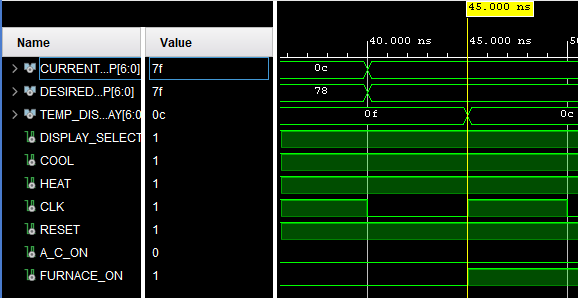 45.000 ns
Name Value
40.000 ns 45.000 ns 50
CURRENT...P[6:0] 7f 0c
DESIRED...P[6:0] 7f 78
TEMP_DIS...AY[6:0 0c 0f 0c
DISPLAY_SELECT 1
COOL 1
HEAT 1
CLK 1
RESET 1
A_C_ON 0
FURNACE_ON 1